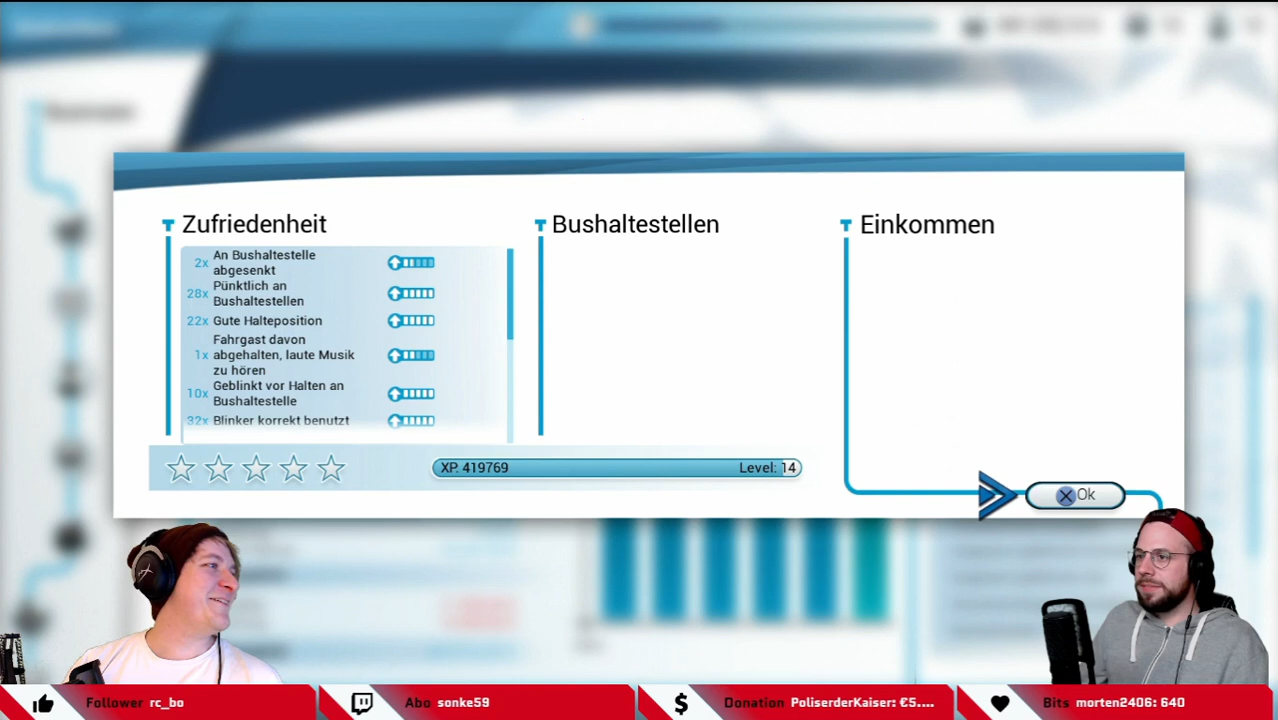 Zufriedenheit
Bushaltestellen
Einkommen
2x An Bushaltestelle
abgesenkt
28x Pünktlich an
Bushaltestellen
22x Gute Halteposition
1x Fahrgast davon
abgehalten, laute Musik
zu hören
10x Geblinkt vor Halten an
Bushaltestelle
32x Blinker korrekt benutzt
XP: 419769
Level: 14
Ok
Follower rc_bo
Abo sonke59
Donation PoliserderKaiser: €5....
Bits morten2406: 640